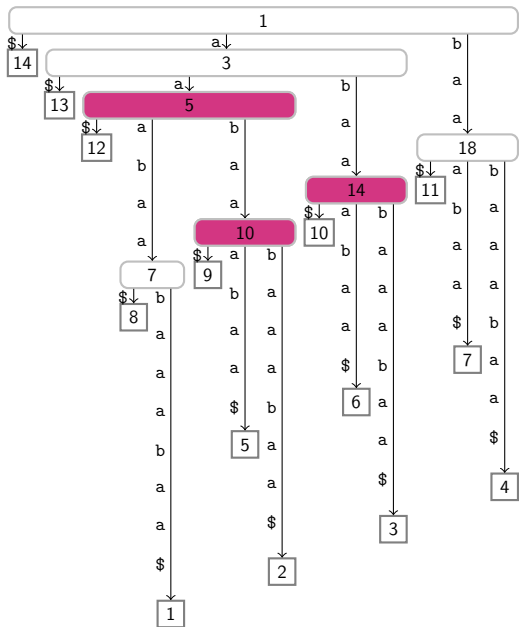 1
$ a b
14 3
$ a b a
13 5
$ a b a a
12 18
b a a $ a b
14 11
a a $ a b b a
10 10
a $ a b b a a a
7 9
$ b b a a a a a
8
a a a a a $ b
7
a a a $ b a
6
a $ b a a
5
b a a $
4
a a $
3
a $
2
$
1